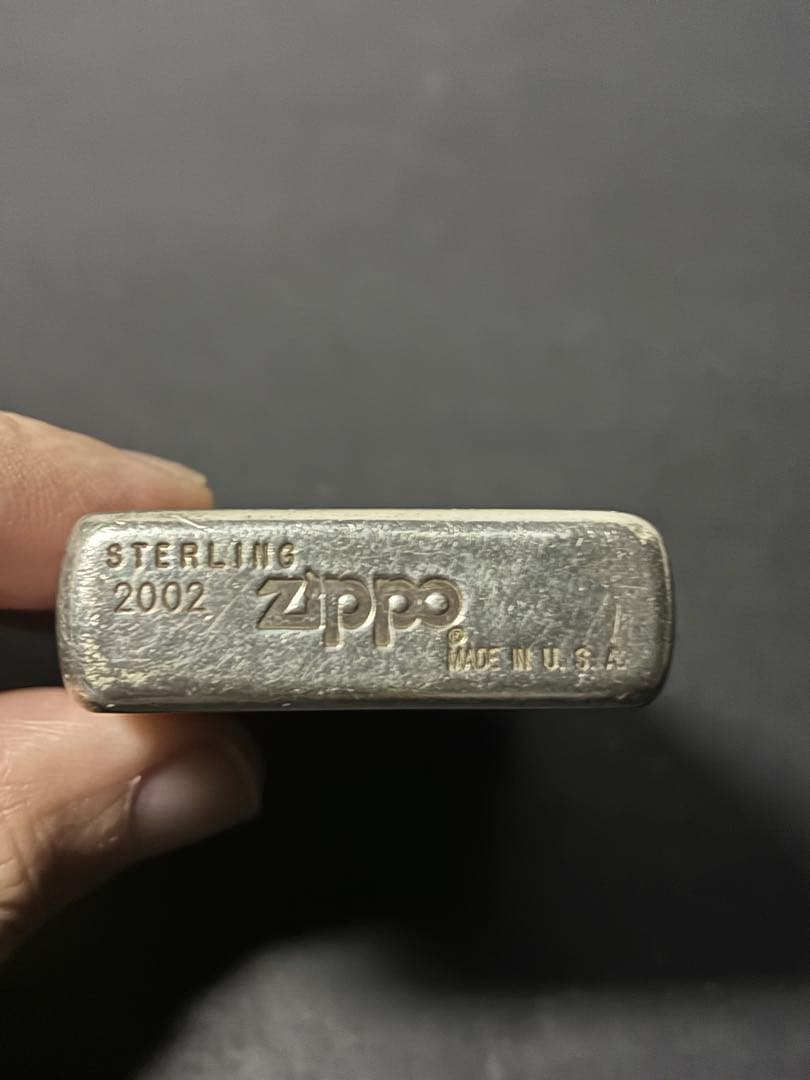 STERLING
2002
zippo
®
MADE IN U. S. A.